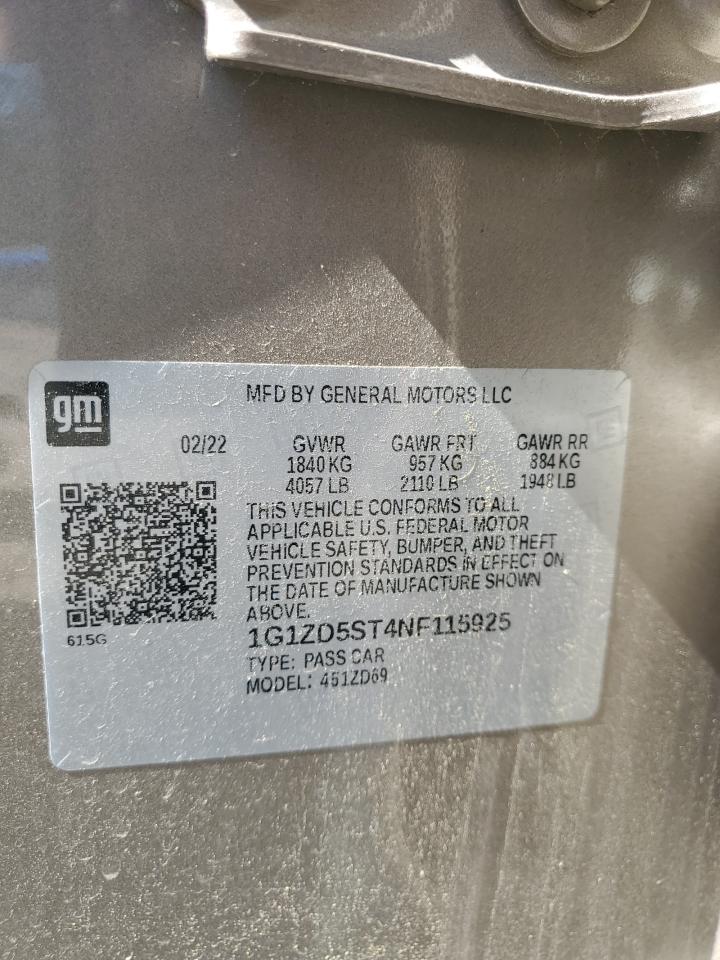 gm
MFD BY GENERAL MOTORS LLC
02/22 GVWR GAWR FRT GAWR RR
1840 KG 957 KG 884 KG
4057 LB 2110 LB 1948 LB
THIS VEHICLE CONFORMS TO ALL
APPLICABLE U.S. FEDERAL MOTOR
VEHICLE SAFETY, BUMPER, AND THEFT
PREVENTION STANDARDS IN EFFECT ON
THE DATE OF MANUFACTURE SHOWN
ABOVE.
615G
1G1ZD5ST4NF115925
TYPE: PASS CAR
MODEL: 451ZD69